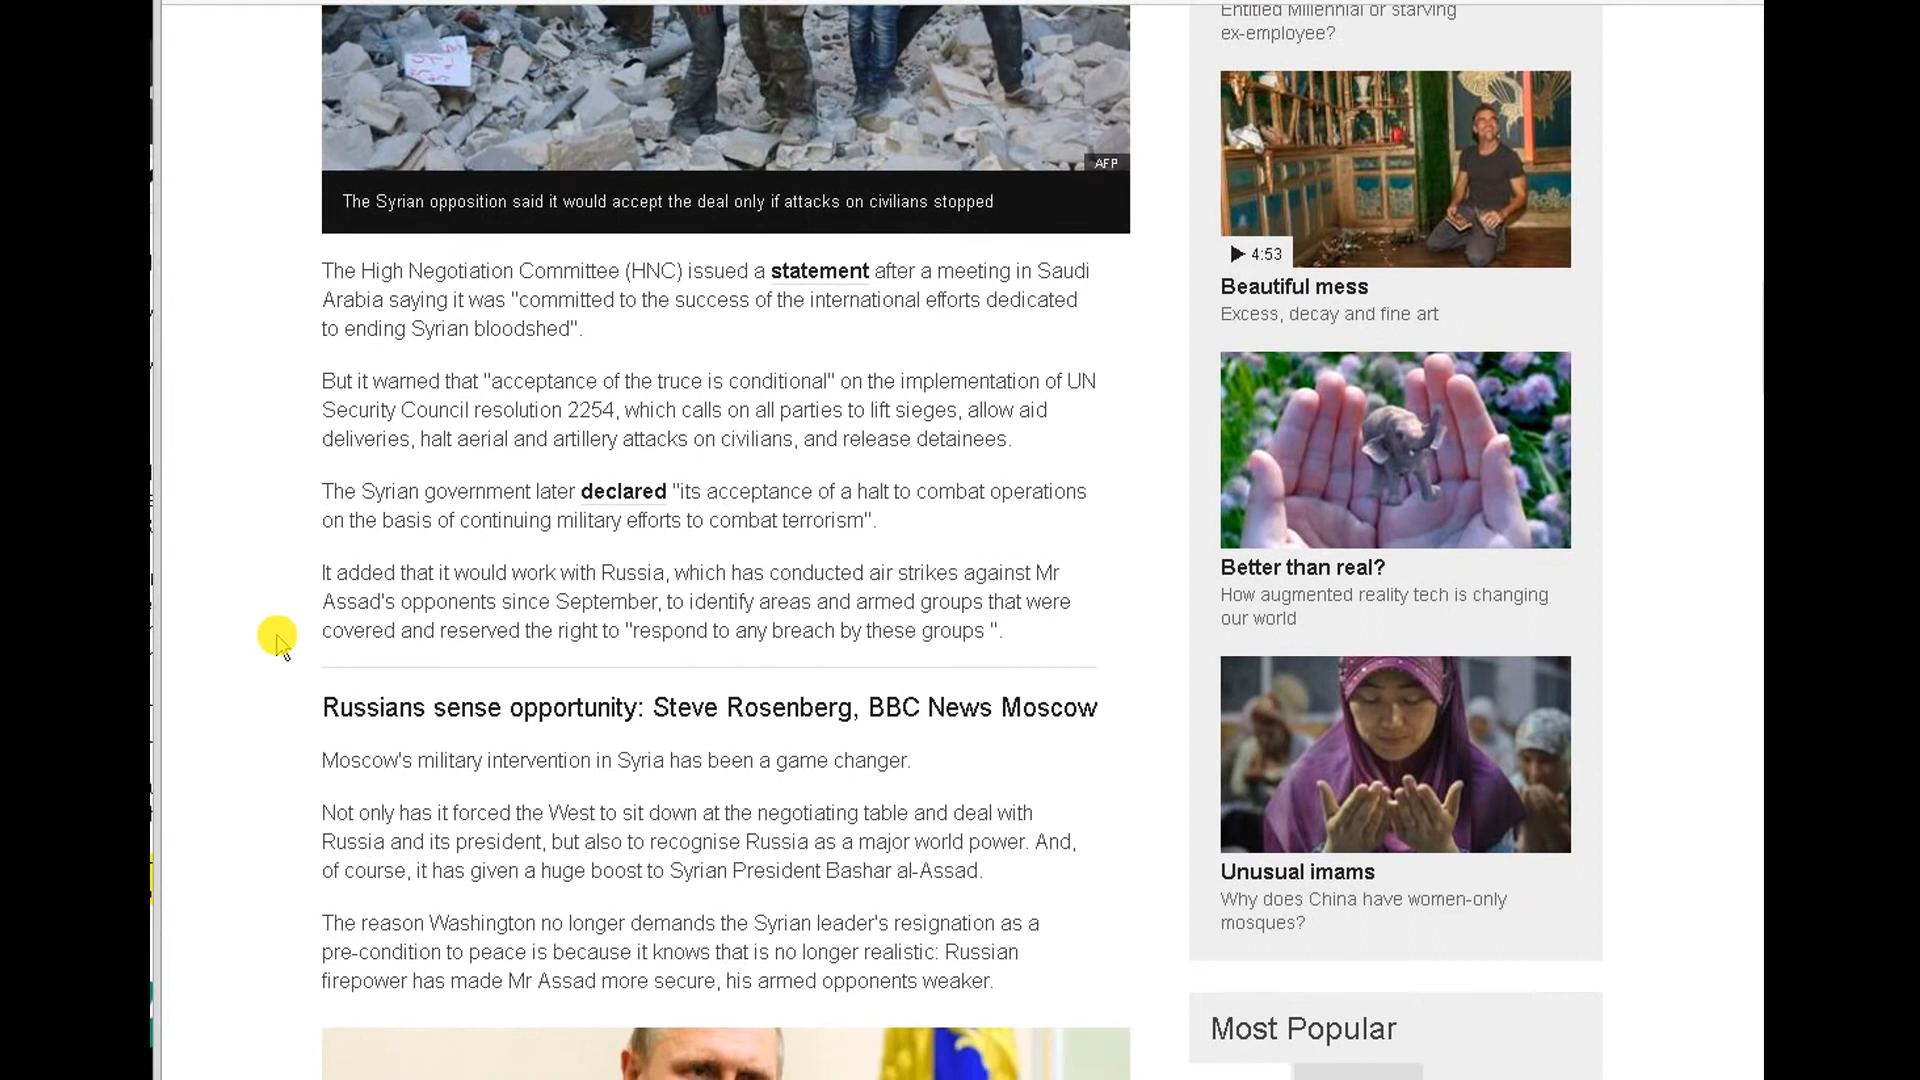 Entitled Millennial or starving
ex-employee?
AFP
The Syrian opposition said it would accept the deal only if attacks on civilians stopped
The High Negotiation Committee (HNC) issued a statement after a meeting in Saudi
Arabia saying it was "committed to the success of the international efforts dedicated
to ending Syrian bloodshed".
But it warned that "acceptance of the truce is conditional" on the implementation of UN
Security Council resolution 2254, which calls on all parties to lift sieges, allow aid
deliveries, halt aerial and artillery attacks on civilians, and release detainees.
The Syrian government later declared "its acceptance of a halt to combat operations
on the basis of continuing military efforts to combat terrorism".
It added that it would work with Russia, which has conducted air strikes against Mr
Assad's opponents since September, to identify areas and armed groups that were
covered and reserved the right to "respond to any breach by these groups ".
Russians sense opportunity: Steve Rosenberg, BBC News Moscow
Moscow's military intervention in Syria has been a game changer.
Not only has it forced the West to sit down at the negotiating table and deal with
Russia and its president, but also to recognise Russia as a major world power. And,
of course, it has given a huge boost to Syrian President Bashar al-Assad.
The reason Washington no longer demands the Syrian leader's resignation as a
pre-condition to peace is because it knows that is no longer realistic: Russian
firepower has made Mr Assad more secure, his armed opponents weaker.
4:53
Beautiful mess
Excess, decay and fine art
Better than real?
How augmented reality tech is changing
our world
Unusual imams
Why does China have women-only
mosques?
Most Popular